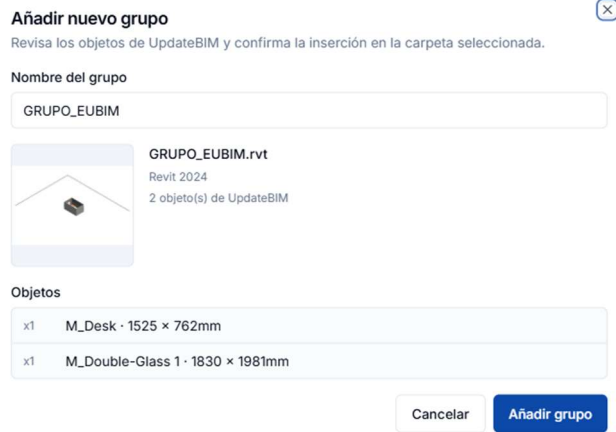 Añadir nuevo grupo
Revisa los objetos de UpdateBIM y confirma la inserción en la carpeta seleccionada.
Nombre del grupo
GRUPO_EUBIM
GRUPO_EUBIM.rvt
Revit 2024
2 objeto(s) de UpdateBIM
Objetos
x1 M_Desk · 1525 × 762mm
x1 M_Double-Glass 1 · 1830 × 1981mm
Cancelar Añadir grupo